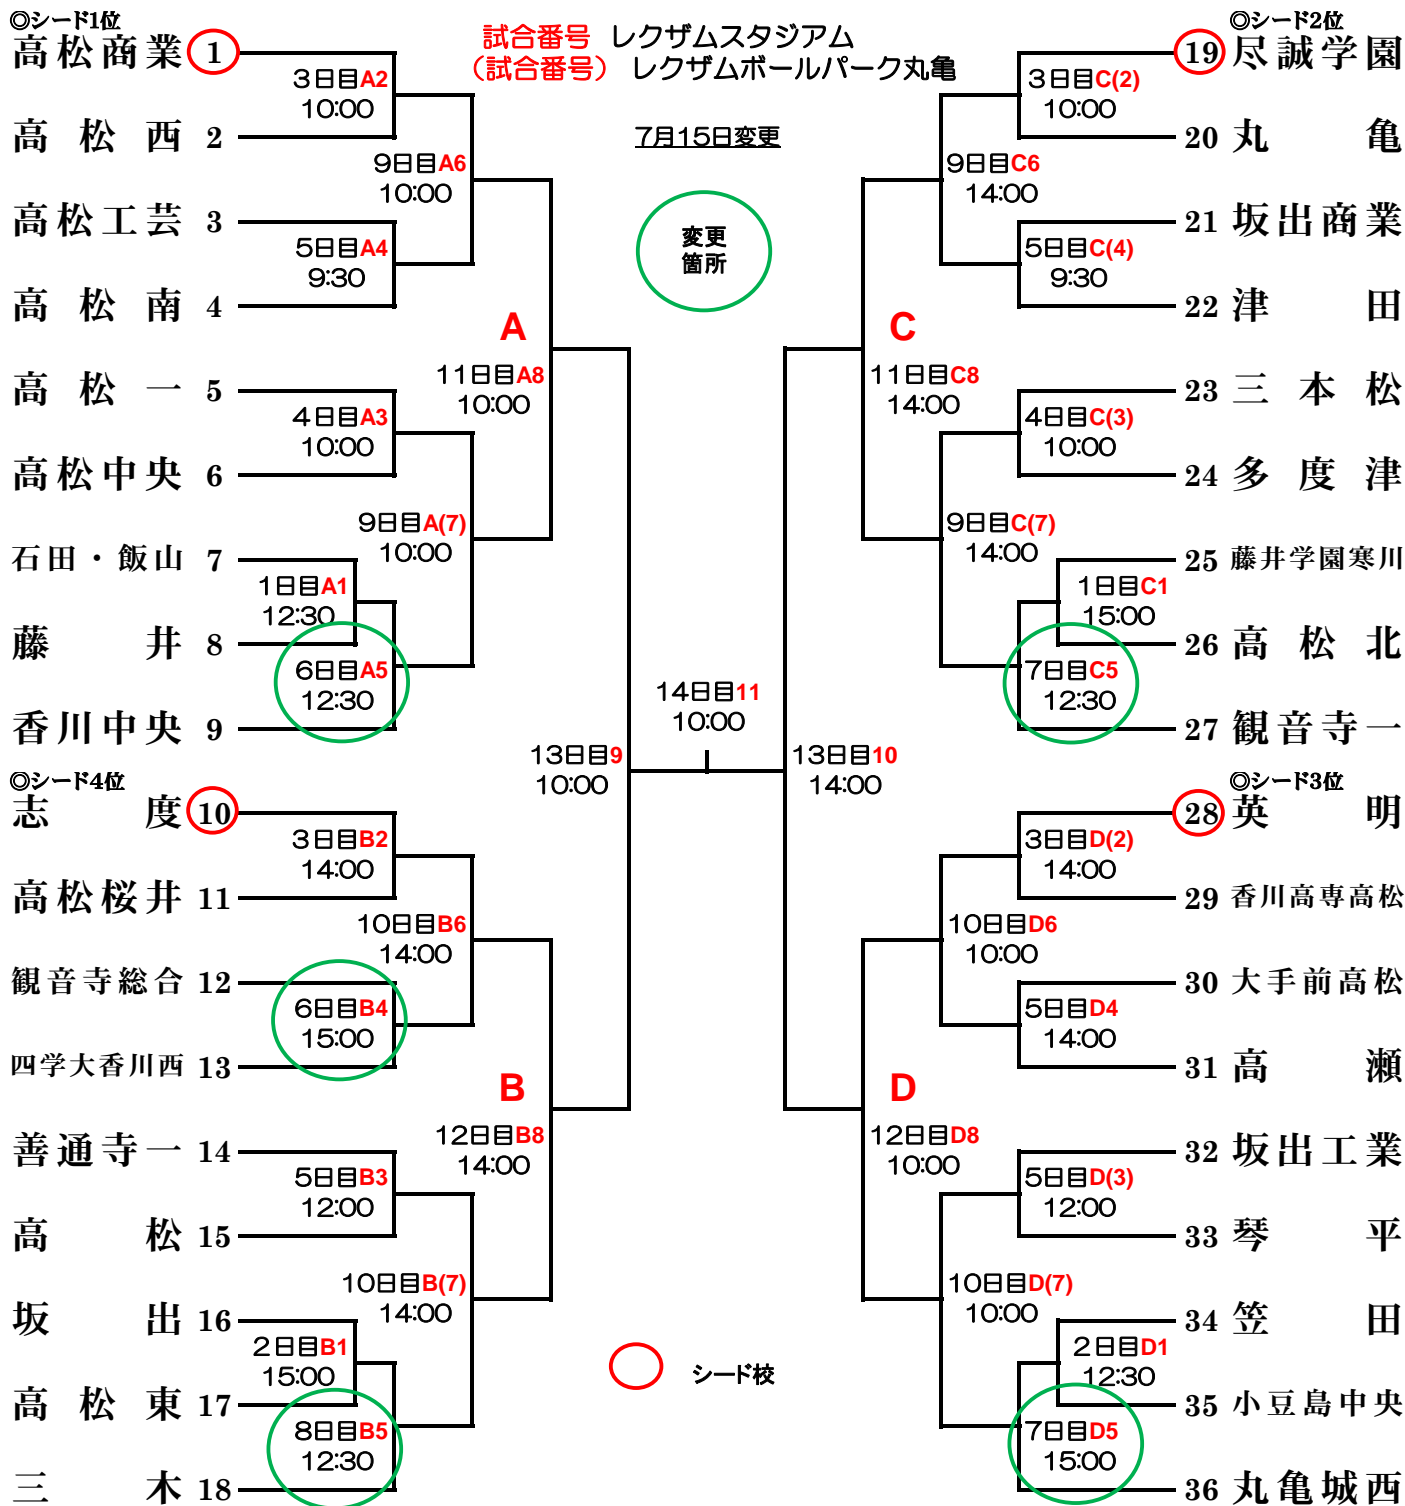 ◎シード1位
高松商業 1
3日目A2
10:00
高松西 2
9日目A6
10:00
高松工芸 3
5日目A4
9:30
高松南 4
A
11日目A8
10:00
高松一 5
4日目A3
10:00
高松中央 6
9日目A(7)
10:00
石田・飯山 7
1日目A1
12:30
藤井 8
6日目A5
12:30
香川中央 9
13日目9
10:00
◎シード4位
志度 10
3日目B2
14:00
高松桜井 11
10日目B6
14:00
観音寺総合 12
6日目B4
15:00
四学大香川西 13
B
12日目B8
14:00
善通寺一 14
5日目B3
12:00
高松 15
10日目B(7)
14:00
坂出 16
2日目B1
15:00
高松東 17
8日目B5
12:30
三木 18
試合番号 レクザムスタジアム
(試合番号) レクザムボールパーク丸亀
7月15日変更
変更
箇所
14日目11
10:00
シード校
◎シード2位
19 尽誠学園
3日目C(2)
10:00
20 丸亀
9日目C6
14:00
21 坂出商業
5日目C(4)
9:30
22 津田
C
11日目C8
14:00
23 三本松
4日目C(3)
10:00
24 多度津
9日目C(7)
14:00
25 藤井学園寒川
1日目C1
15:00
26 高松北
7日目C5
12:30
27 観音寺一
13日目10
14:00
◎シード3位
28 英明
3日目D(2)
14:00
29 香川高専高松
10日目D6
10:00
30 大手前高松
5日目D4
14:00
31 高瀬
D
12日目D8
10:00
32 坂出工業
5日目D(3)
12:00
33 琴平
10日目D(7)
10:00
34 笠田
2日目D1
12:30
35 小豆島中央
7日目D5
15:00
36 丸亀城西